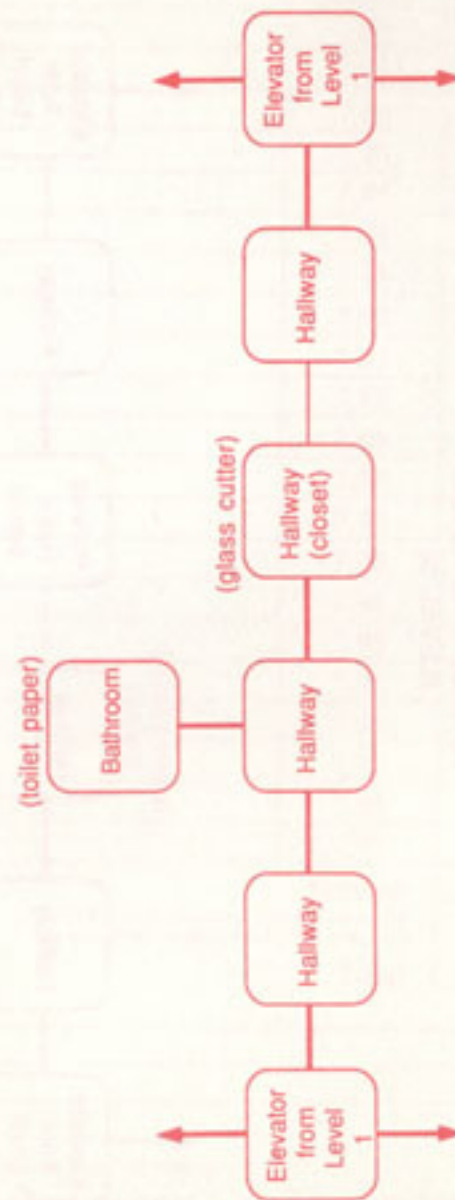 (toilet paper)
Bathroom
(glass cutter)
Elevator
from
Level
1
Hallway
Hallway
Hallway
(closet)
Hallway
Elevator
from
Level
1